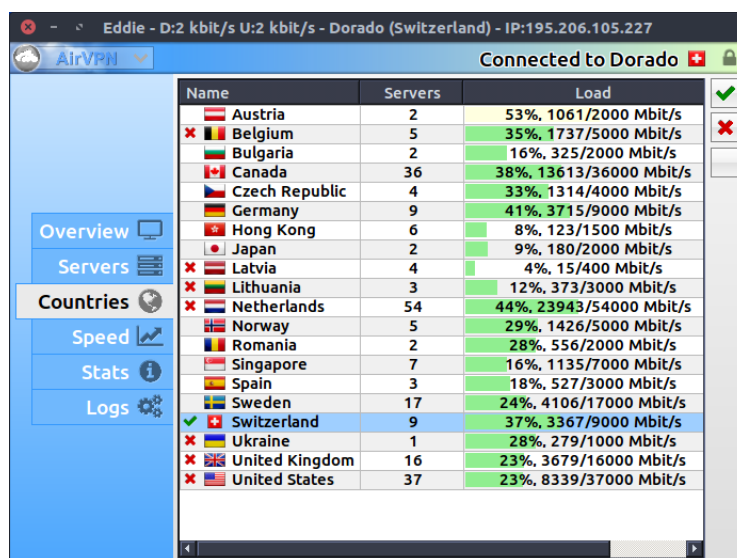 Eddie - D:2 kbit/s U:2 kbit/s - Dorado (Switzerland) - IP:195.206.105.227
AirVPN Connected to Dorado
Name Servers Load
Austria 2 53%, 1061/2000 Mbit/s
Belgium 5 35%, 1737/5000 Mbit/s
Bulgaria 2 16%, 325/2000 Mbit/s
Canada 36 38%, 13613/36000 Mbit/s
Czech Republic 4 33%, 1314/4000 Mbit/s
Germany 9 41%, 3715/9000 Mbit/s
Hong Kong 6 8%, 123/1500 Mbit/s
Japan 2 9%, 180/2000 Mbit/s
Latvia 4 4%, 15/400 Mbit/s
Lithuania 3 12%, 373/3000 Mbit/s
Netherlands 54 44%, 23943/54000 Mbit/s
Norway 5 29%, 1426/5000 Mbit/s
Romania 2 28%, 556/2000 Mbit/s
Singapore 7 16%, 1135/7000 Mbit/s
Spain 3 18%, 527/3000 Mbit/s
Sweden 17 24%, 4106/17000 Mbit/s
Switzerland 9 37%, 3367/9000 Mbit/s
Ukraine 1 28%, 279/1000 Mbit/s
United Kingdom 16 23%, 3679/16000 Mbit/s
United States 37 23%, 8339/37000 Mbit/s
Overview
Servers
Countries
Speed
Stats
Logs